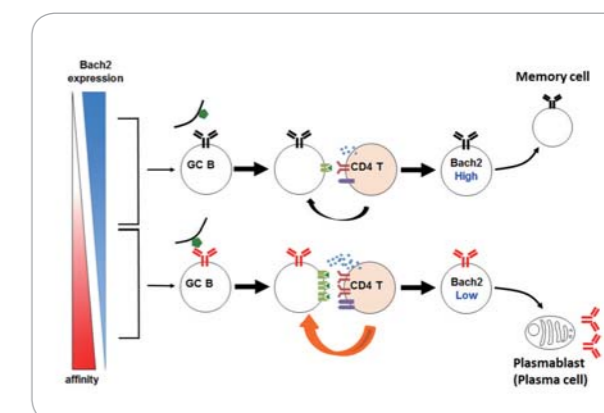 Bach2
expression
Memory cell
GC B
CD4 T
Bach2
High
GC B
CD4 T
Bach2
Low
affinity
Plasmablast
(Plasma cell)